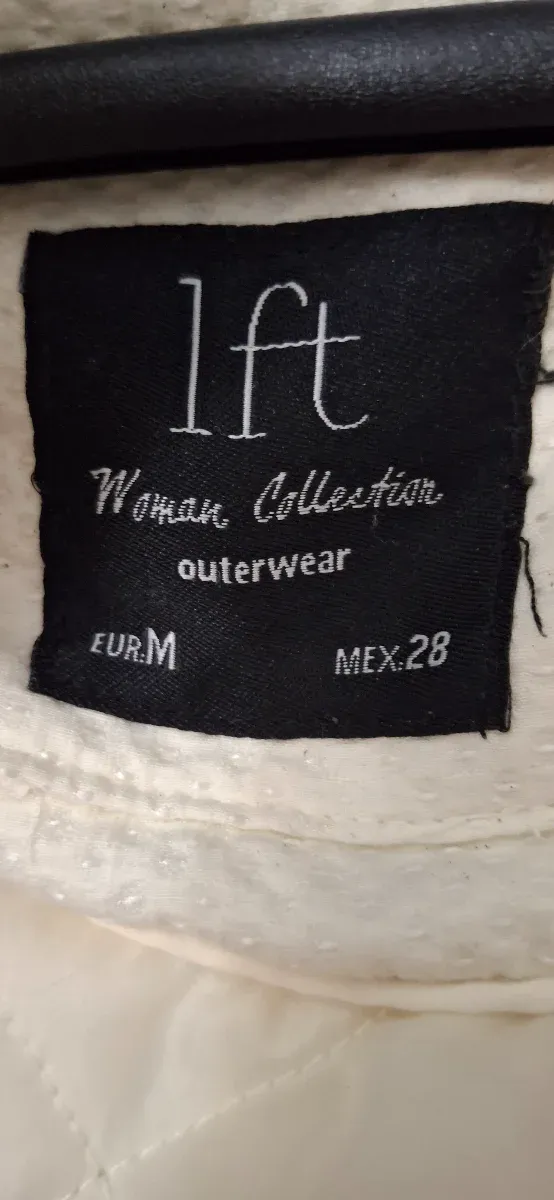 lft
Woman Collection
outerwear
EUR:M MEX:28